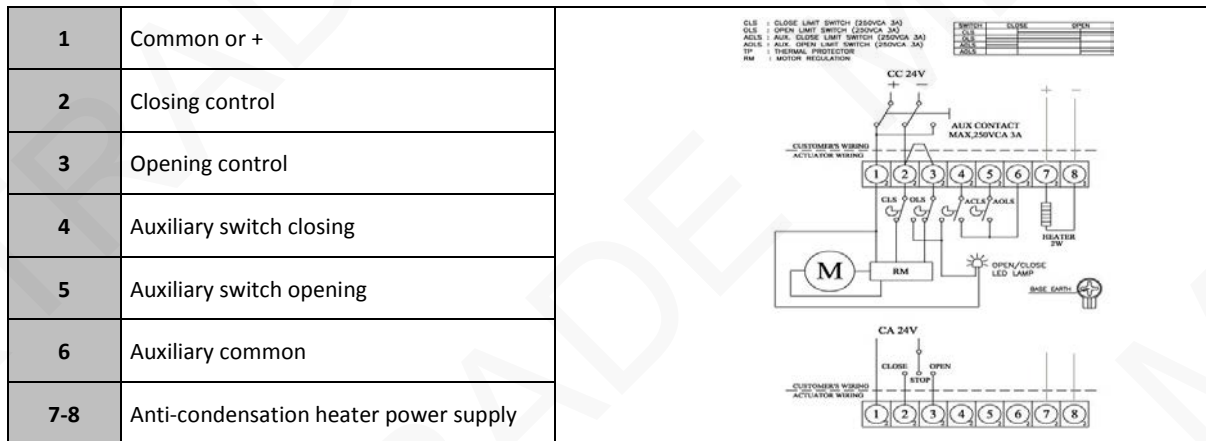 1 Common or +
2 Closing control
3 Opening control
4 Auxiliary switch closing
5 Auxiliary switch opening
6 Auxiliary common
7-8 Anti-condensation heater power supply
CLS : CLOSE LIMIT SWITCH (250VCA 3A)
OLS : OPEN LIMIT SWITCH (250VCA 3A)
ACLS : AUX. CLOSE LIMIT SWITCH (250VCA 3A)
AOLS : AUX. OPEN LIMIT SWITCH (250VCA 3A)
TP : THERMAL PROTECTOR
RM : MOTOR REGULATION
SWITCH CLOSE OPEN
CLS
OLS
ACLS
AOLS
CC 24V
+ − + −
AUX CONTACT
MAX,250VCA 3A
CUSTOMER'S WIRING
ACTUATOR WIRING
1 2 3 4 5 6 7 8
CLS OLS ACLS AOLS
HEATER
2W
M RM
OPEN/CLOSE
LED LAMP
BASE EARTH
CA 24V
CLOSE OPEN
STOP
CUSTOMER'S WIRING
ACTUATOR WIRING
1 2 3 4 5 6 7 8